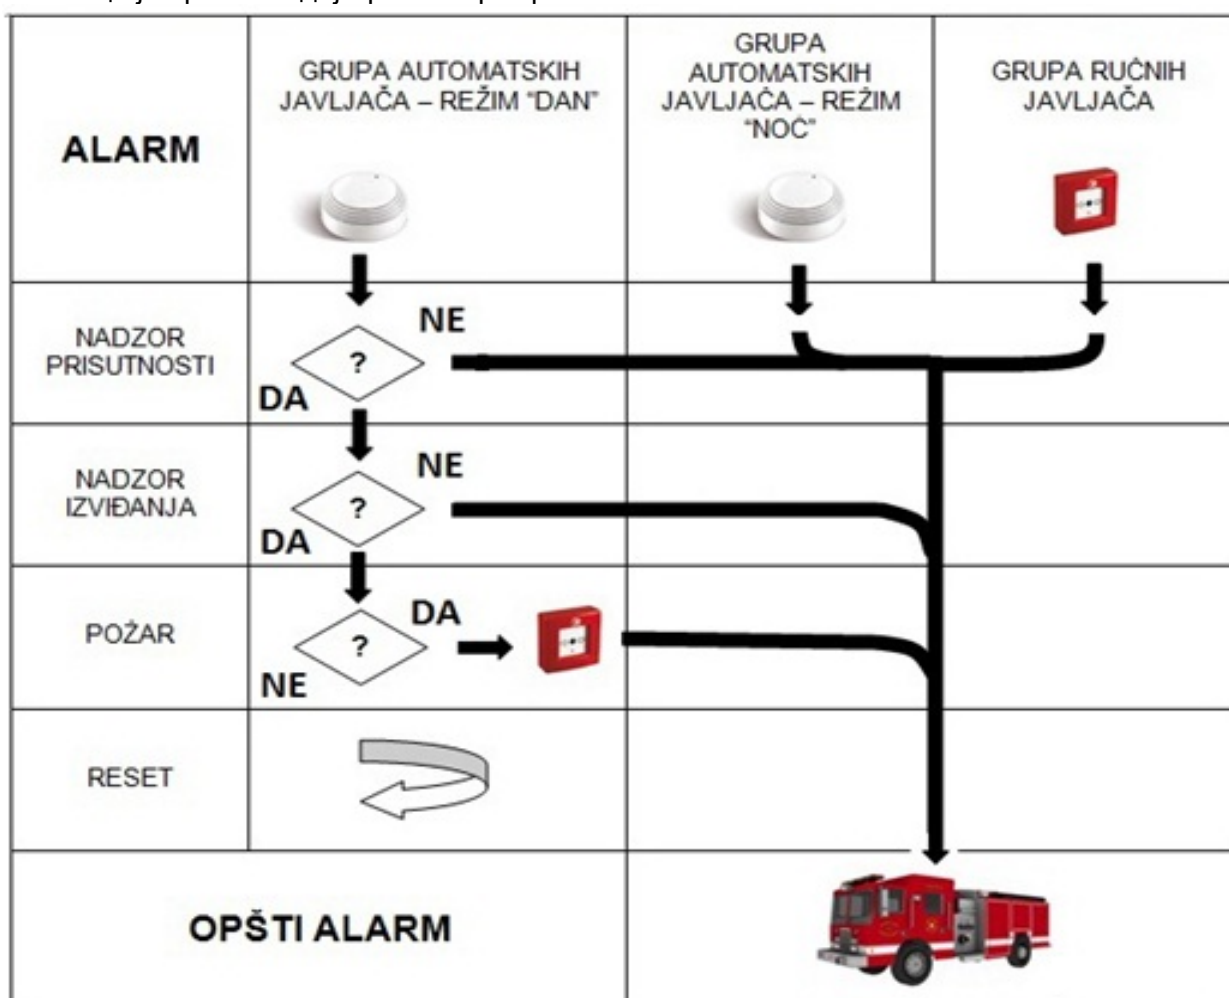 GRUPA AUTOMATSKIH
JAVLJAČA – REŽIM “DAN”
GRUPA
AUTOMATSKIH
JAVLJAČA – REŽIM
“NOĆ”
GRUPA RUČNIH
JAVLJAČA
ALARM
NADZOR
PRISUTNOSTI
?
NE
DA
NADZOR
IZVIĐANJA
?
NE
DA
POŽAR
?
DA
NE
RESET
OPŠTI ALARM